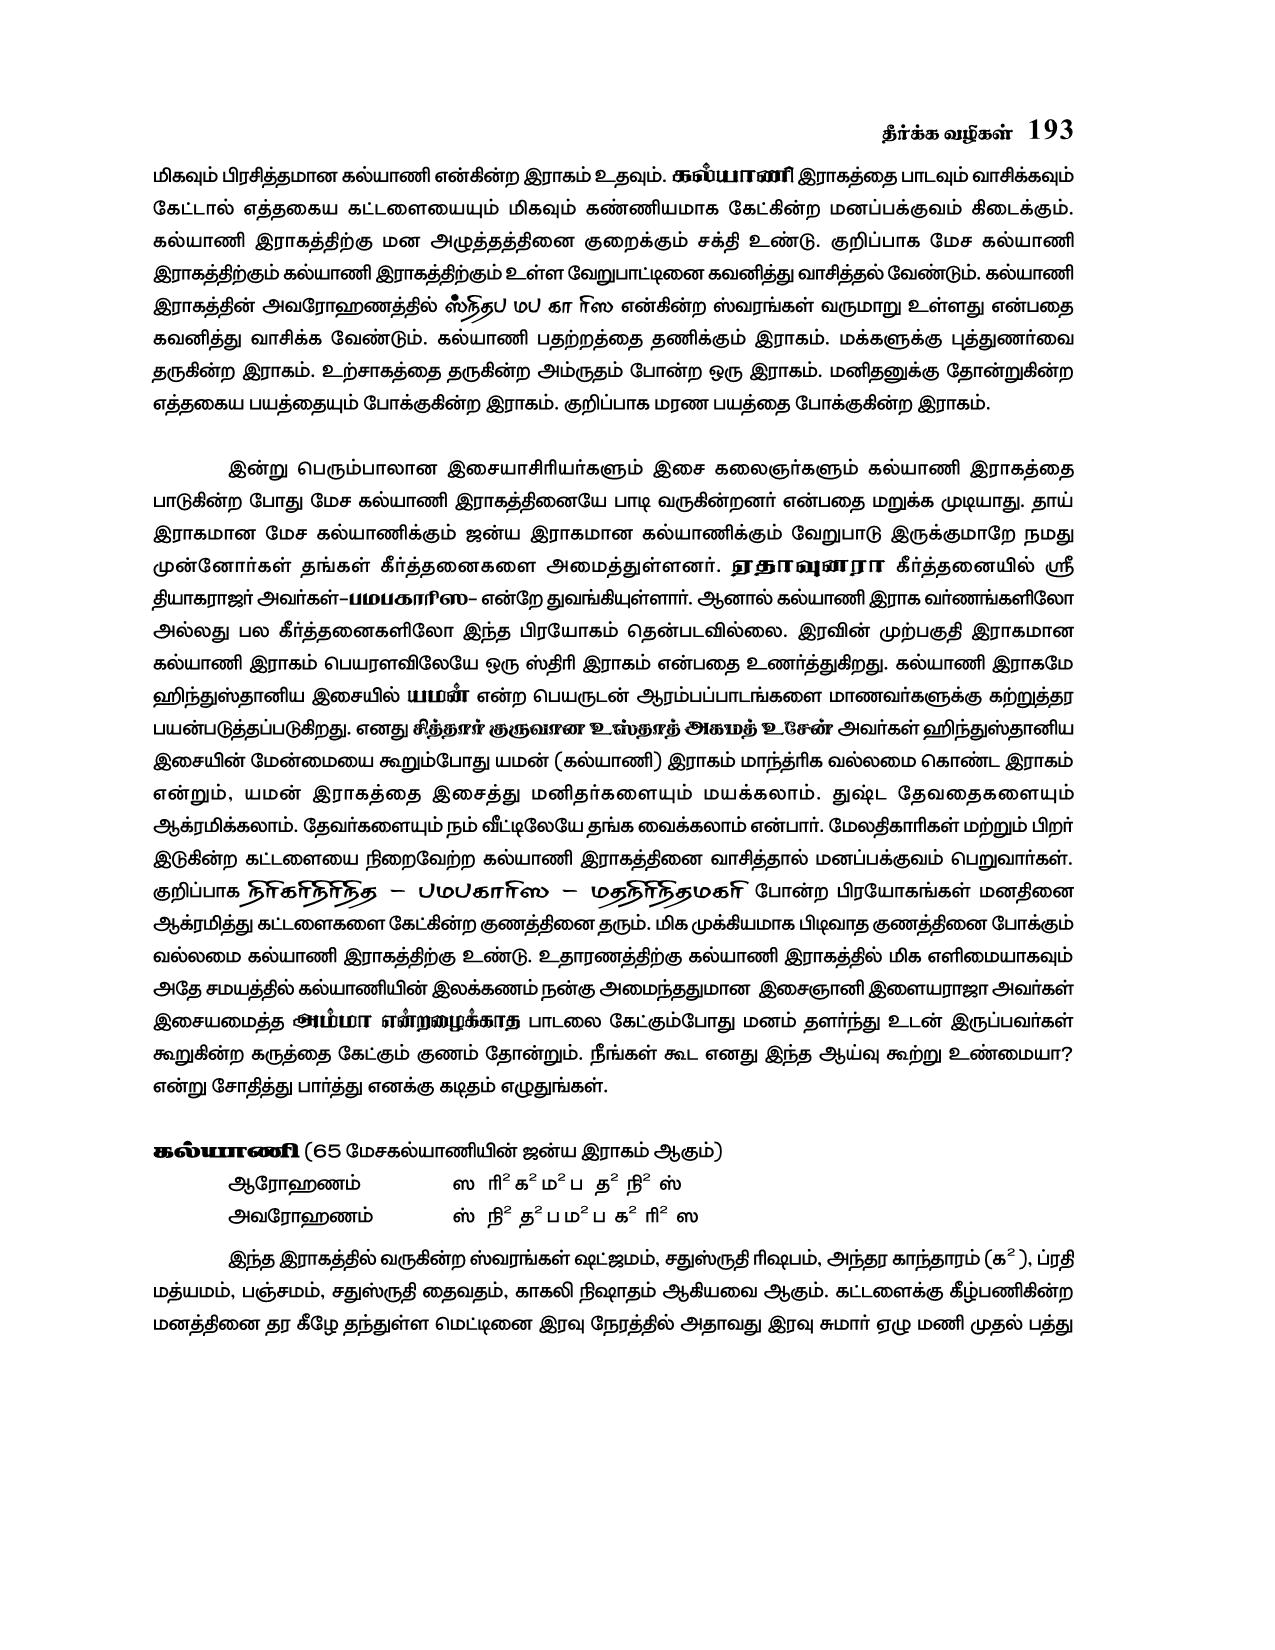 தீர்க்க வழிகள் 193
மிகவும் பிரசித்தமான கல்யாணி என்கின்ற இராகம் உதவும். கல்யாணி இராகத்தை பாடவும் வாசிக்கவும்
கேட்டால் எத்தகைய கட்டளையையும் மிகவும் கண்ணியமாக கேட்கின்ற மனப்பக்குவம் கிடைக்கும்.
கல்யாணி இராகத்திற்கு மன அழுத்தத்தினை குறைக்கும் சக்தி உண்டு. குறிப்பாக மேச கல்யாணி
இராகத்திற்கும் கல்யாணி இராகத்திற்கும் உள்ள வேறுபாட்டினை கவனித்து வாசித்தல் வேண்டும். கல்யாணி
இராகத்தின் அவரோஹணத்தில் ஸ்நிதப மப கா ரிஸ என்கின்ற ஸ்வரங்கள் வருமாறு உள்ளது என்பதை
கவனித்து வாசிக்க வேண்டும். கல்யாணி பதற்றத்தை தணிக்கும் இராகம். மக்களுக்கு புத்துணர்வை
தருகின்ற இராகம். உற்சாகத்தை தருகின்ற அம்ருதம் போன்ற ஒரு இராகம். மனிதனுக்கு தோன்றுகின்ற
எத்தகைய பயத்தையும் போக்குகின்ற இராகம். குறிப்பாக மரண பயத்தை போக்குகின்ற இராகம்.
இன்று பெரும்பாலான இசையாசிரியர்களும் இசை கலைஞர்களும் கல்யாணி இராகத்தை
பாடுகின்ற போது மேச கல்யாணி இராகத்தினையே பாடி வருகின்றனர் என்பதை மறுக்க முடியாது. தாய்
இராகமான மேச கல்யாணிக்கும் ஜன்ய இராகமான கல்யாணிக்கும் வேறுபாடு இருக்குமாறே நமது
முன்னோர்கள் தங்கள் கீர்த்தனைகளை அமைத்துள்ளனர். ஏதாவுனரா கீர்த்தனையில் ஸ்ரீ
தியாகராஜர் அவர்கள்-பமபகாரிஸ- என்றே துவங்கியுள்ளார். ஆனால் கல்யாணி இராக வர்ணங்களிலோ
அல்லது பல கீர்த்தனைகளிலோ இந்த பிரயோகம் தென்படவில்லை. இரவின் முற்பகுதி இராகமான
கல்யாணி இராகம் பெயரளவிலேயே ஒரு ஸ்திரி இராகம் என்பதை உணர்த்துகிறது. கல்யாணி இராகமே
ஹிந்துஸ்தானிய இசையில் யமன் என்ற பெயருடன் ஆரம்பப்பாடங்களை மாணவர்களுக்கு கற்றுத்தர
பயன்படுத்தப்படுகிறது. எனது சித்தார் குருவான உஸ்தாத் அகமத் உசேன் அவர்கள் ஹிந்துஸ்தானிய
இசையின் மேன்மையை கூறும்போது யமன் (கல்யாணி) இராகம் மாந்த்ரிக வல்லமை கொண்ட இராகம்
என்றும், யமன் இராகத்தை இசைத்து மனிதர்களையும் மயக்கலாம். துஷ்ட தேவதைகளையும்
ஆக்ரமிக்கலாம். தேவர்களையும் நம் வீட்டிலேயே தங்க வைக்கலாம் என்பார். மேலதிகாரிகள் மற்றும் பிறர்
இடுகின்ற கட்டளையை நிறைவேற்ற கல்யாணி இராகத்தினை வாசித்தால் மனப்பக்குவம் பெறுவார்கள்.
குறிப்பாக நிரிகரிநிரிநித – பமபகாரிஸ – மதநிரிநிதமகரி போன்ற பிரயோகங்கள் மனதினை
ஆக்ரமித்து கட்டளைகளை கேட்கின்ற குணத்தினை தரும். மிக முக்கியமாக பிடிவாத குணத்தினை போக்கும்
வல்லமை கல்யாணி இராகத்திற்கு உண்டு. உதாரணத்திற்கு கல்யாணி இராகத்தில் மிக எளிமையாகவும்
அதே சமயத்தில் கல்யாணியின் இலக்கணம் நன்கு அமைந்ததுமான இசைஞானி இளையராஜா அவர்கள்
இசையமைத்த அம்மா என்றழைக்காத பாடலை கேட்கும்போது மனம் தளர்ந்து உடன் இருப்பவர்கள்
கூறுகின்ற கருத்தை கேட்கும் குணம் தோன்றும். நீங்கள் கூட எனது இந்த ஆய்வு கூற்று உண்மையா?
என்று சோதித்து பார்த்து எனக்கு கடிதம் எழுதுங்கள்.
கல்யாணி (65 மேசகல்யாணியின் ஜன்ய இராகம் ஆகும்)
ஆரோஹணம் ஸ ரி² க² ம² ப த² நி² ஸ்
அவரோஹணம் ஸ் நி² த² ப ம² ப க² ரி² ஸ
இந்த இராகத்தில் வருகின்ற ஸ்வரங்கள் ஷட்ஜமம், சதுஸ்ருதி ரிஷபம், அந்தர காந்தாரம் (க²), ப்ரதி
மத்யமம், பஞ்சமம், சதுஸ்ருதி தைவதம், காகலி நிஷாதம் ஆகியவை ஆகும். கட்டளைக்கு கீழ்பணிகின்ற
மனத்தினை தர கீழே தந்துள்ள மெட்டினை இரவு நேரத்தில் அதாவது இரவு சுமார் ஏழு மணி முதல் பத்து